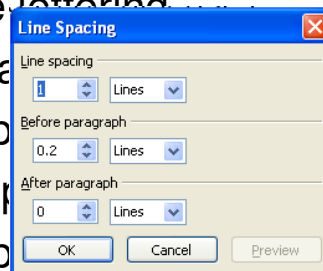 Line Spacing
Line spacing
1 Lines
Before paragraph
0.2 Lines
After paragraph
0 Lines
OK Cancel Preview